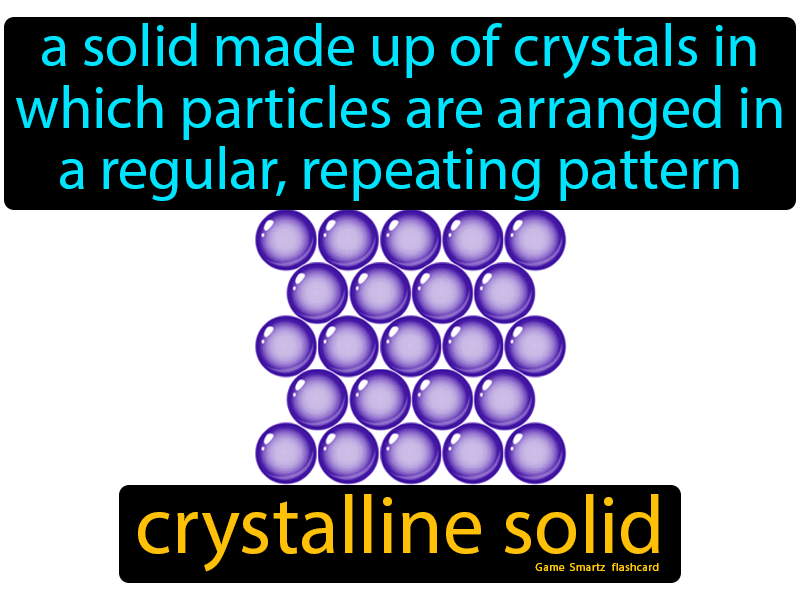 a solid made up of crystals in
which particles are arranged in
a regular, repeating pattern
crystalline solid
Game Smartz flashcard